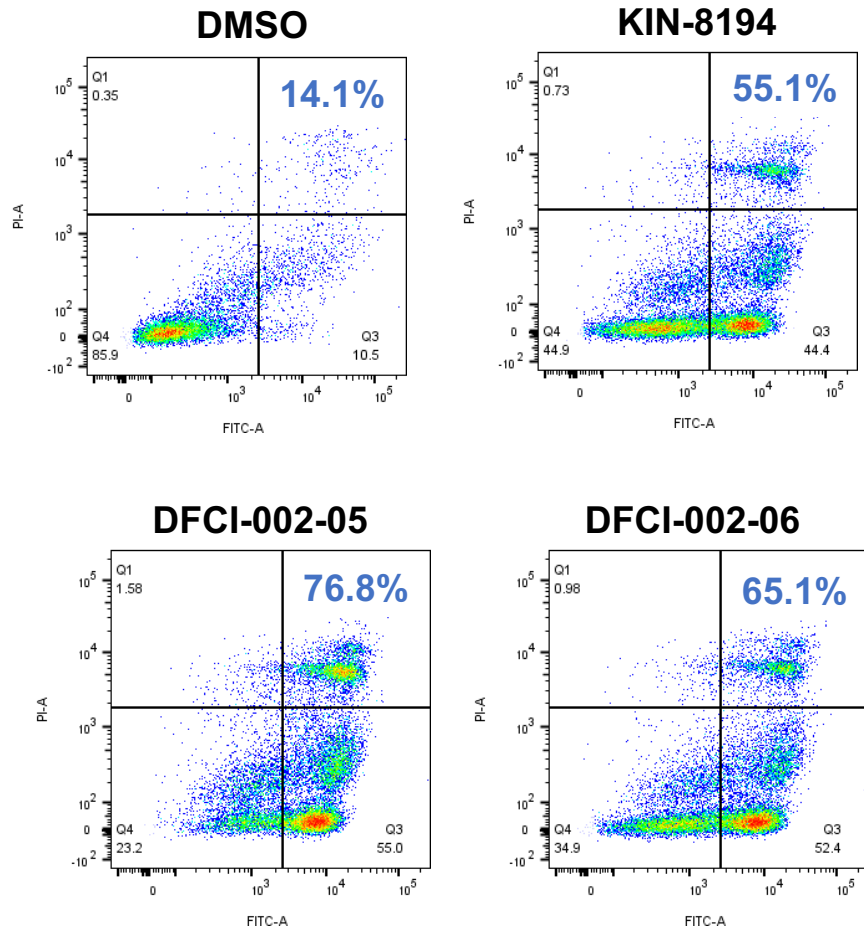 DMSO
Q1
0.35
14.1%
10^5
10^4
10^3
10^2
0
-10^2
PI-A
Q4
85.9
Q3
10.5
0
10^3
10^4
10^5
FITC-A
KIN-8194
Q1
0.73
55.1%
10^5
10^4
10^3
10^2
0
-10^2
PI-A
Q4
44.9
Q3
44.4
0
10^3
10^4
10^5
FITC-A
DFCI-002-05
Q1
1.58
76.8%
10^5
10^4
10^3
10^2
0
-10^2
PI-A
Q4
23.2
Q3
55.0
0
10^3
10^4
10^5
FITC-A
DFCI-002-06
Q1
0.98
65.1%
10^5
10^4
10^3
10^2
0
-10^2
PI-A
Q4
34.9
Q3
52.4
0
10^3
10^4
10^5
FITC-A